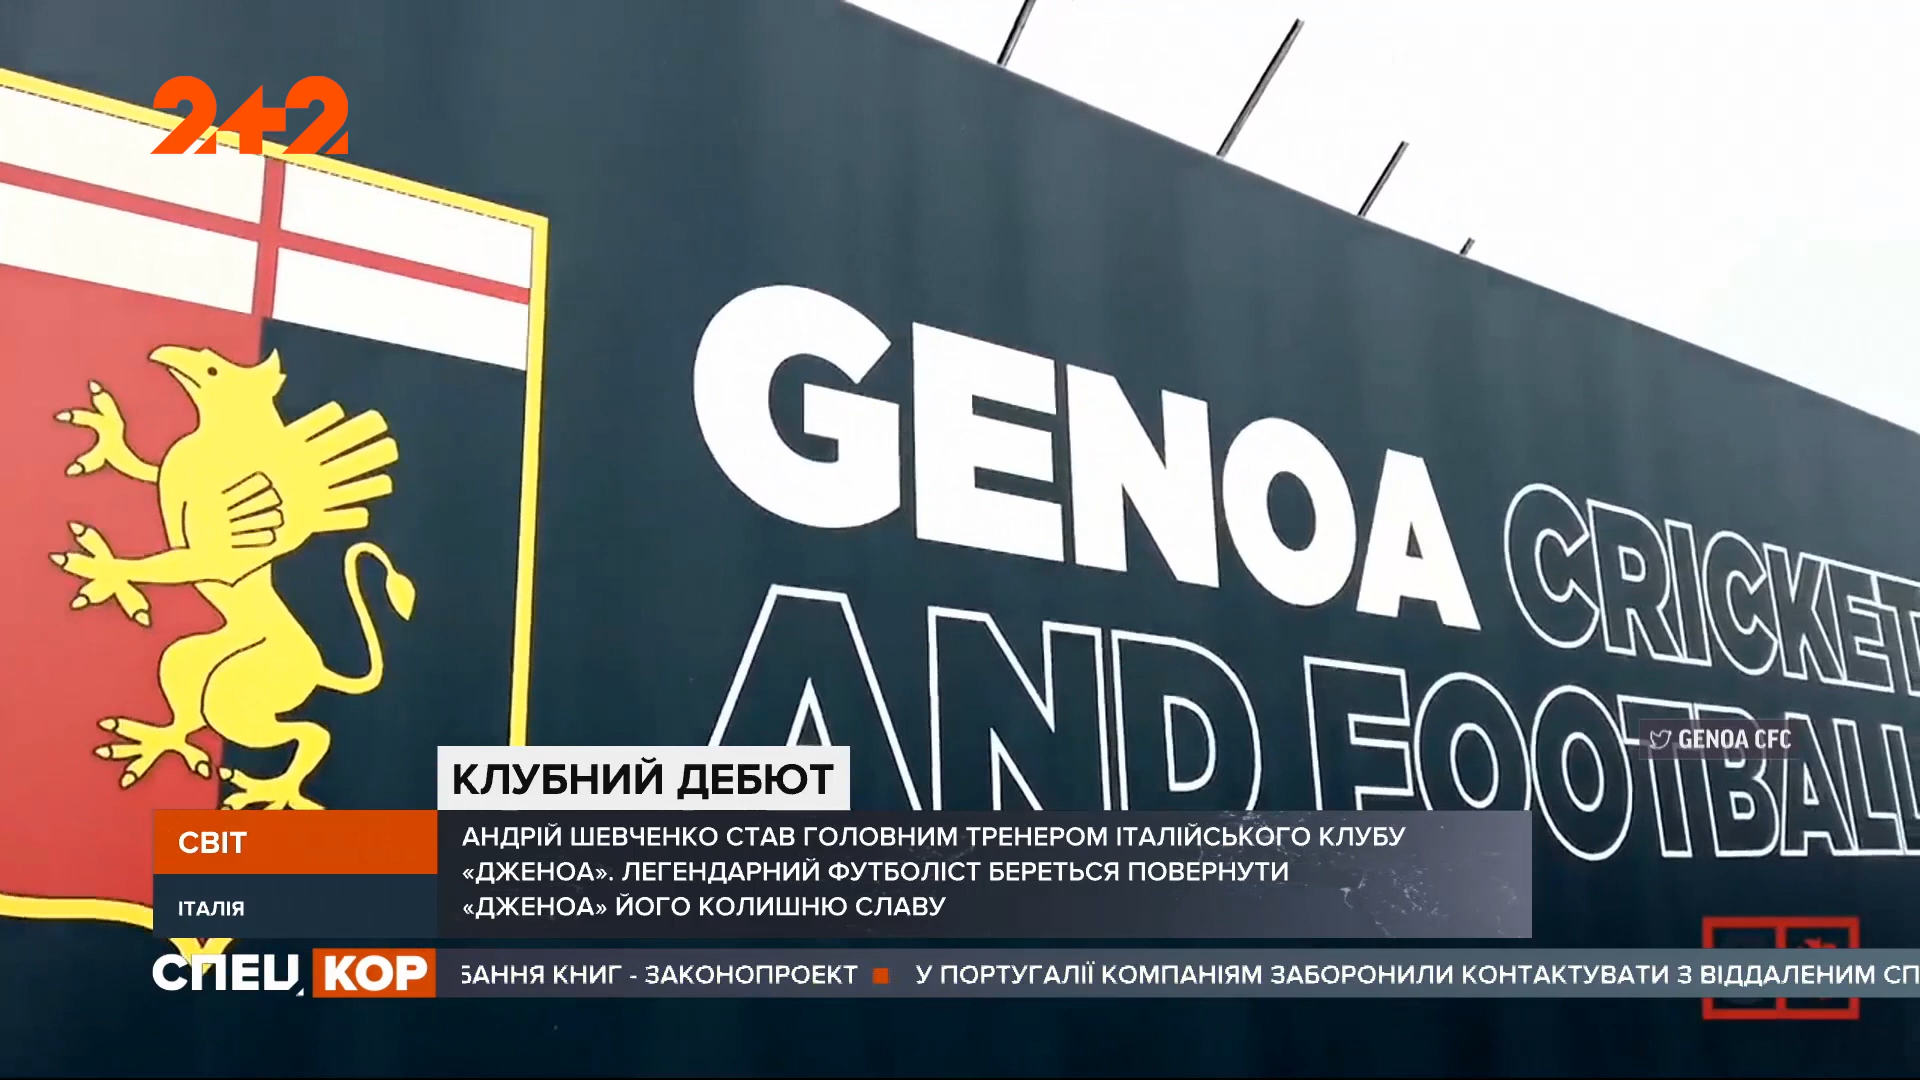 2+2
GENOA CRICKET
AND FOOTBALL
GENOA CFC
КЛУБНИЙ ДЕБЮТ
СВІТ
ІТАЛІЯ
АНДРІЙ ШЕВЧЕНКО СТАВ ГОЛОВНИМ ТРЕНЕРОМ ІТАЛІЙСЬКОГО КЛУБУ
«ДЖЕНОА». ЛЕГЕНДАРНИЙ ФУТБОЛІСТ БЕРЕТЬСЯ ПОВЕРНУТИ
«ДЖЕНОА» ЙОГО КОЛИШНЮ СЛАВУ
СПЕЦ КОР
БАННЯ КНИГ - ЗАКОНОПРОЕКТ ■ У ПОРТУГАЛІЇ КОМПАНІЯМ ЗАБОРОНИЛИ КОНТАКТУВАТИ З ВІДДАЛЕНИМ СП